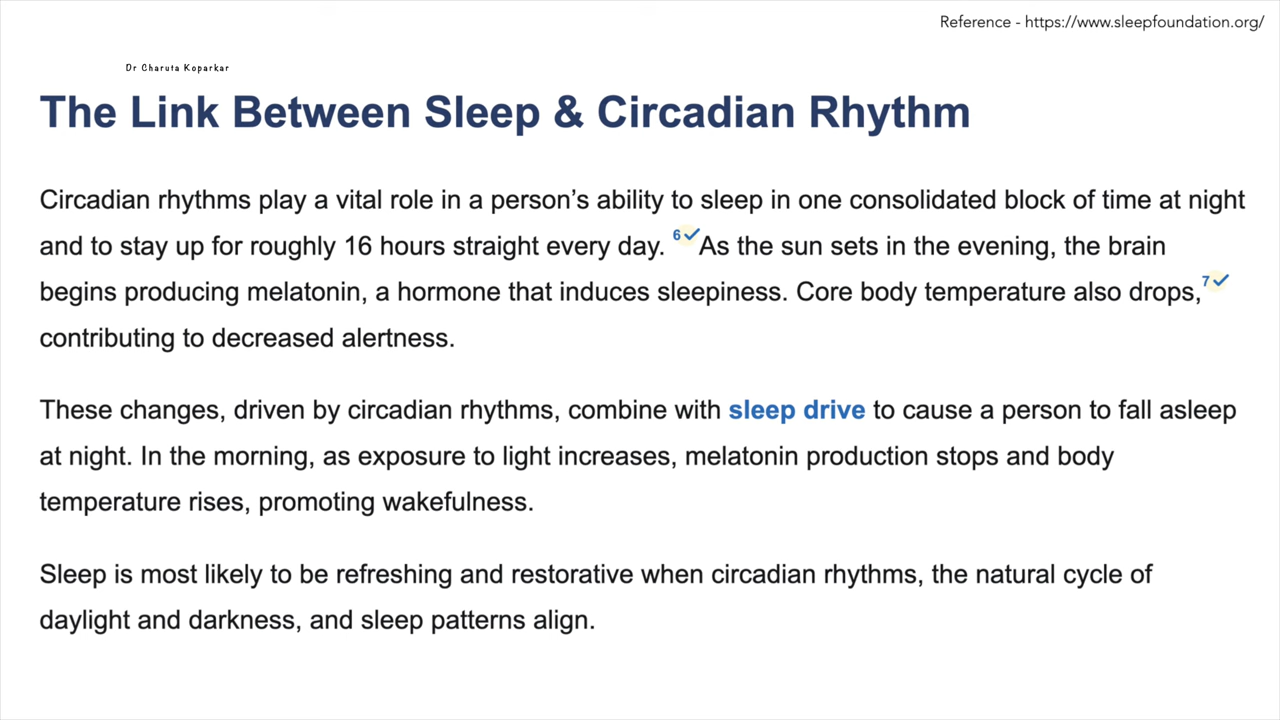 Reference - https://www.sleepfoundation.org/
Dr Charuta Koparkar
The Link Between Sleep & Circadian Rhythm
Circadian rhythms play a vital role in a person’s ability to sleep in one consolidated block of time at night
and to stay up for roughly 16 hours straight every day. 6 As the sun sets in the evening, the brain
begins producing melatonin, a hormone that induces sleepiness. Core body temperature also drops, 7
contributing to decreased alertness.
These changes, driven by circadian rhythms, combine with sleep drive to cause a person to fall asleep
at night. In the morning, as exposure to light increases, melatonin production stops and body
temperature rises, promoting wakefulness.
Sleep is most likely to be refreshing and restorative when circadian rhythms, the natural cycle of
daylight and darkness, and sleep patterns align.